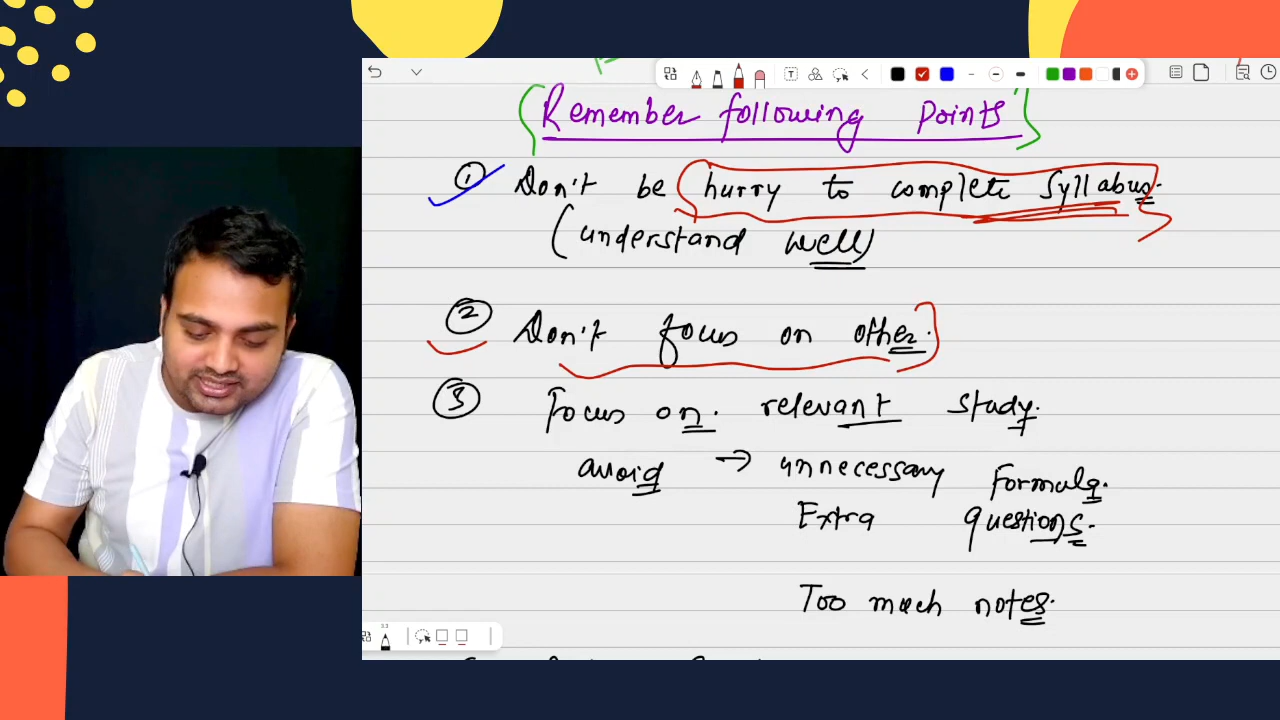 Remember following points
① Don't be hurry to complete syllabus.
(understand well)
② Don't focus on other.
③ Focus on. relevant study.
avoid → unnecessary formula.
Extra questions.
Too much notes.